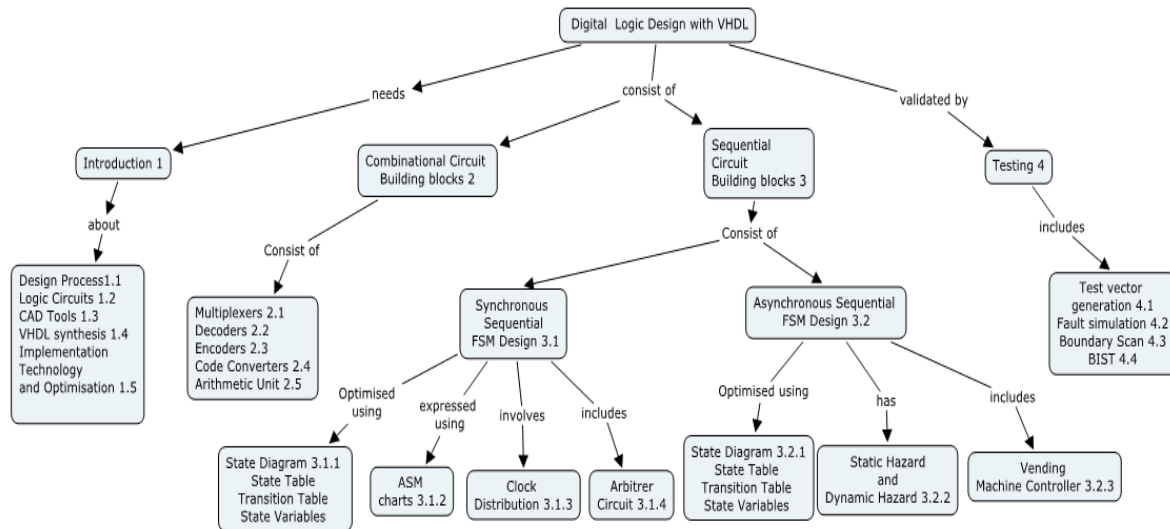 Digital Logic Design with VHDL
needs
consist of
validated by
Introduction 1
Combinational Circuit
Building blocks 2
Sequential
Circuit
Building blocks 3
Testing 4
about
Consist of
Consist of
includes
Design Process1.1
Logic Circuits 1.2
CAD Tools 1.3
VHDL synthesis 1.4
Implementation
Technology
and Optimisation 1.5
Multiplexers 2.1
Decoders 2.2
Encoders 2.3
Code Converters 2.4
Arithmetic Unit 2.5
Synchronous
Sequential
FSM Design 3.1
Asynchronous Sequential
FSM Design 3.2
Test vector
generation 4.1
Fault simulation 4.2
Boundary Scan 4.3
BIST 4.4
Optimised
using
expressed
using
involves
includes
Optimised using
has
includes
State Diagram 3.1.1
State Table
Transition Table
State Variables
ASM
charts 3.1.2
Clock
Distribution 3.1.3
Arbitrer
Circuit 3.1.4
State Diagram 3.2.1
State Table
Transition Table
State Variables
Static Hazard
and
Dynamic Hazard 3.2.2
Vending
Machine Controller 3.2.3